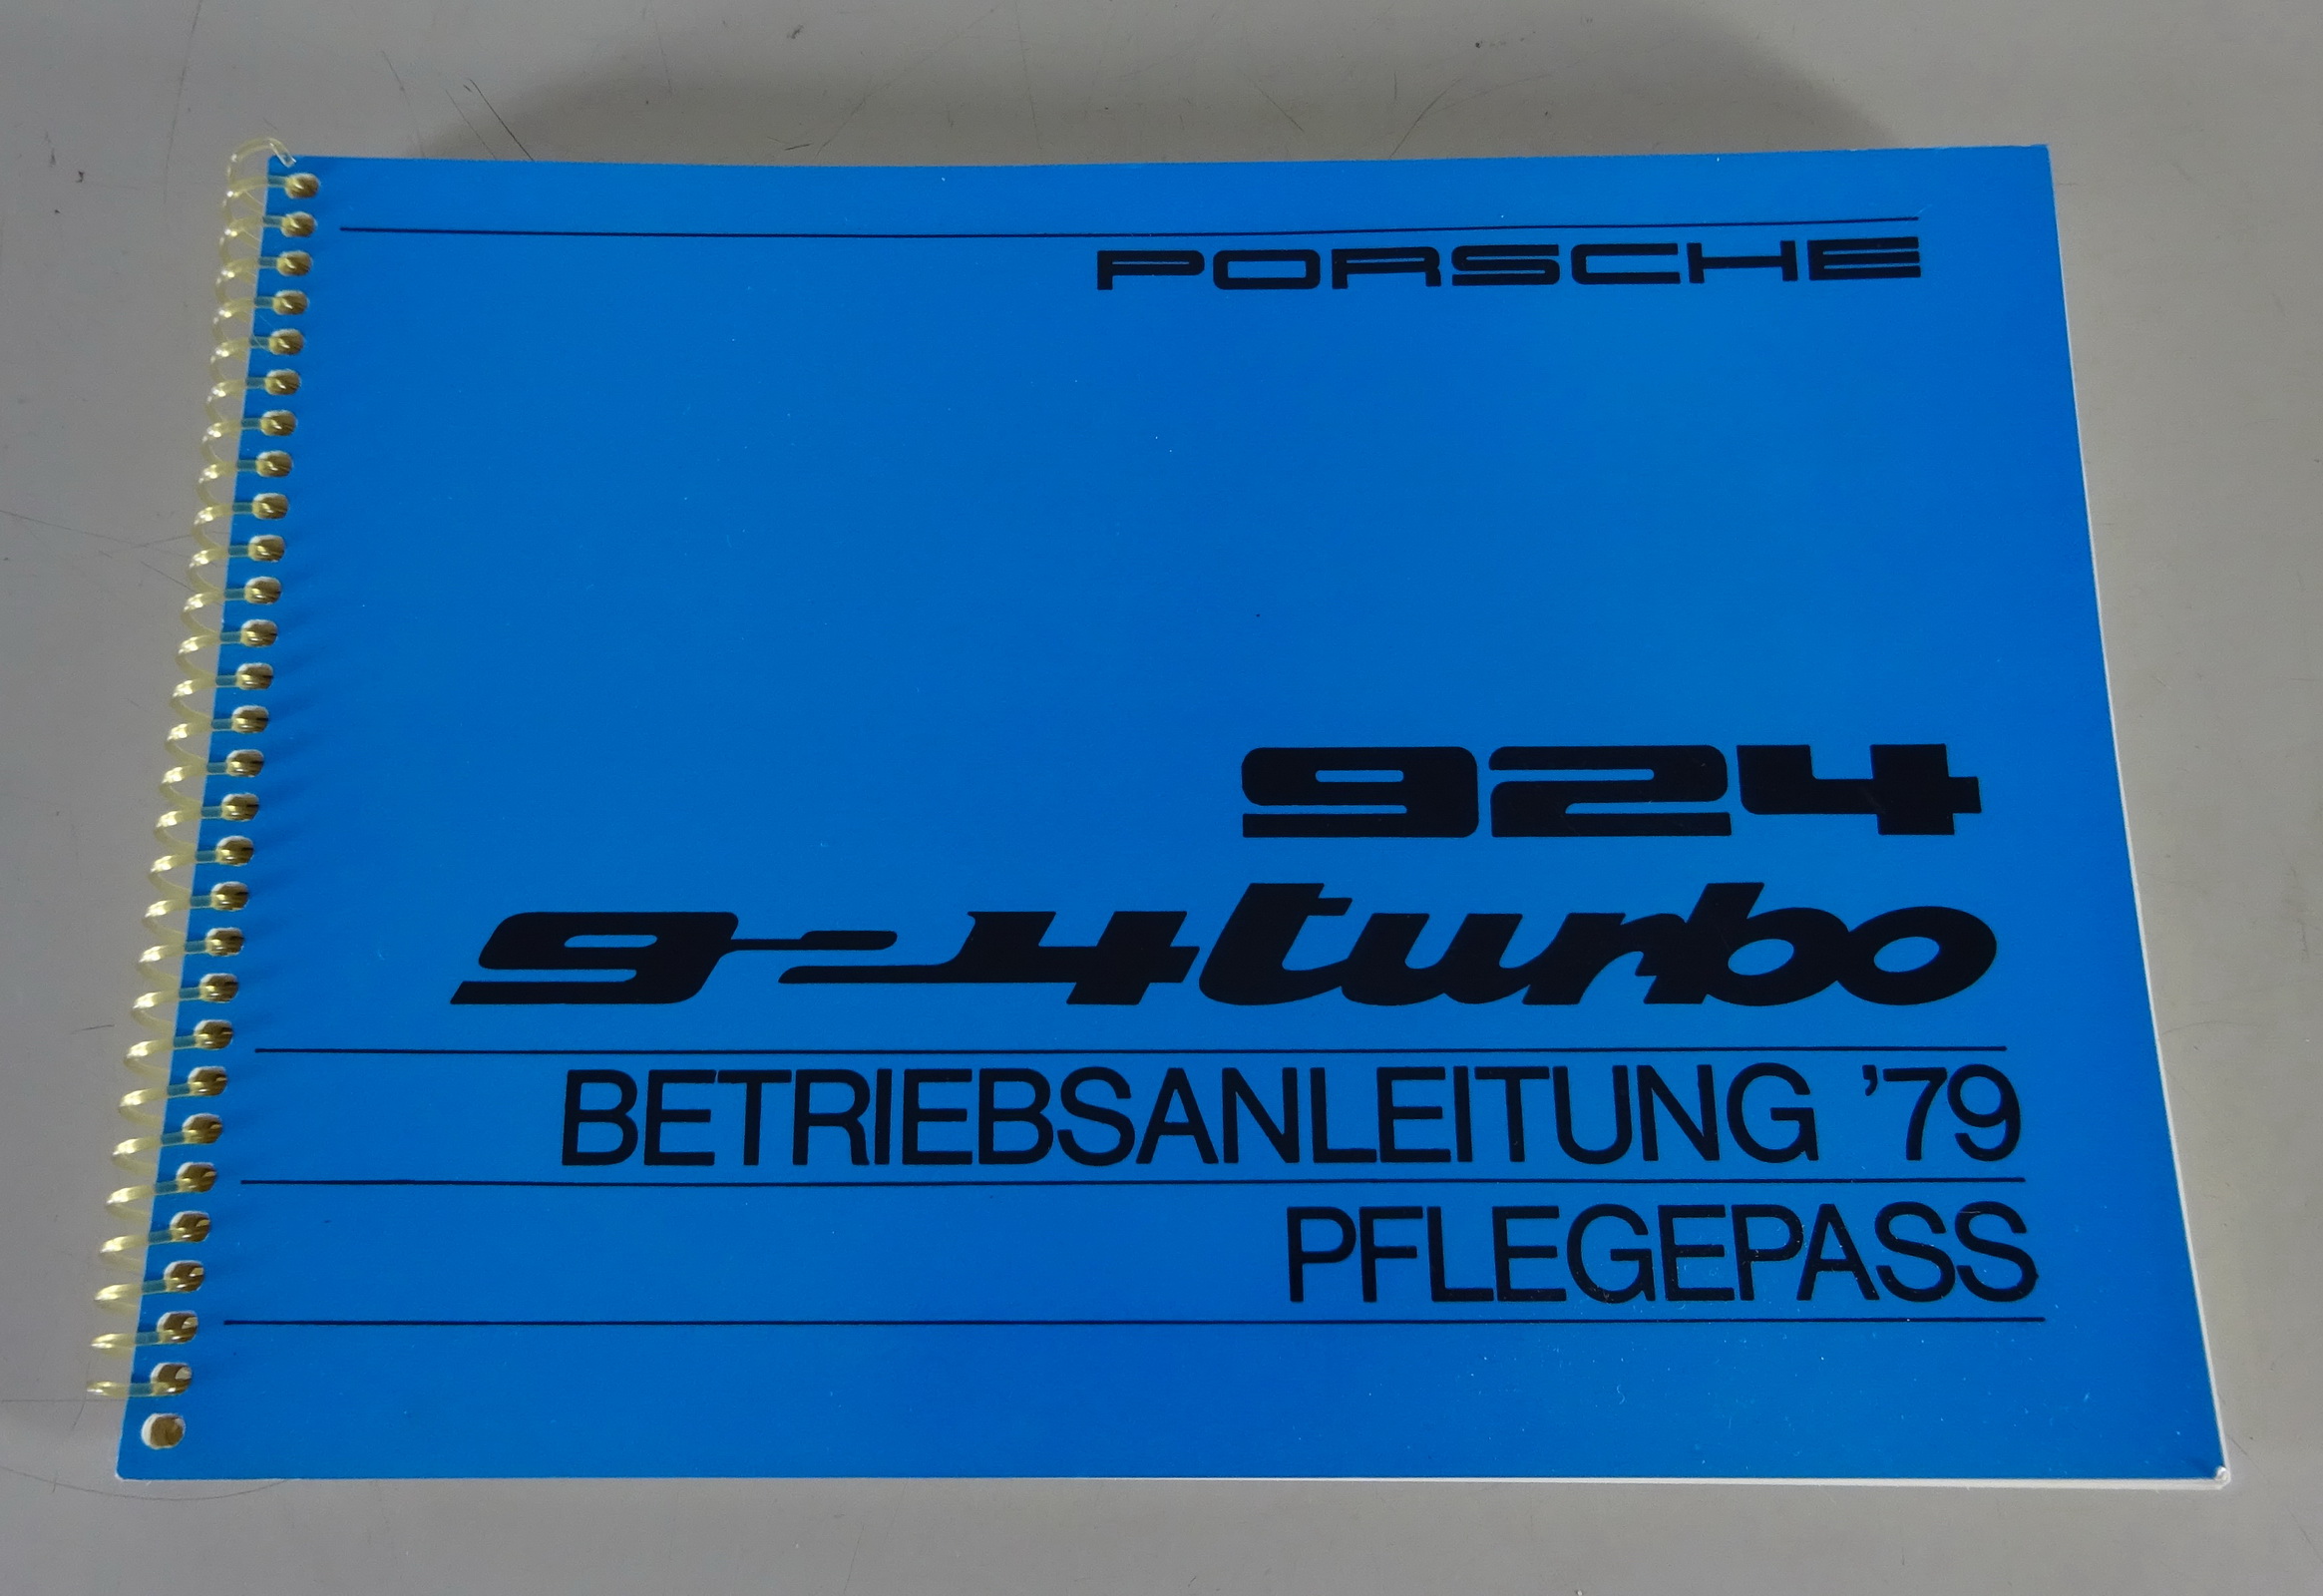 PORSCHE
924
924turbo
BETRIEBSANLEITUNG '79
PFLEGEPASS